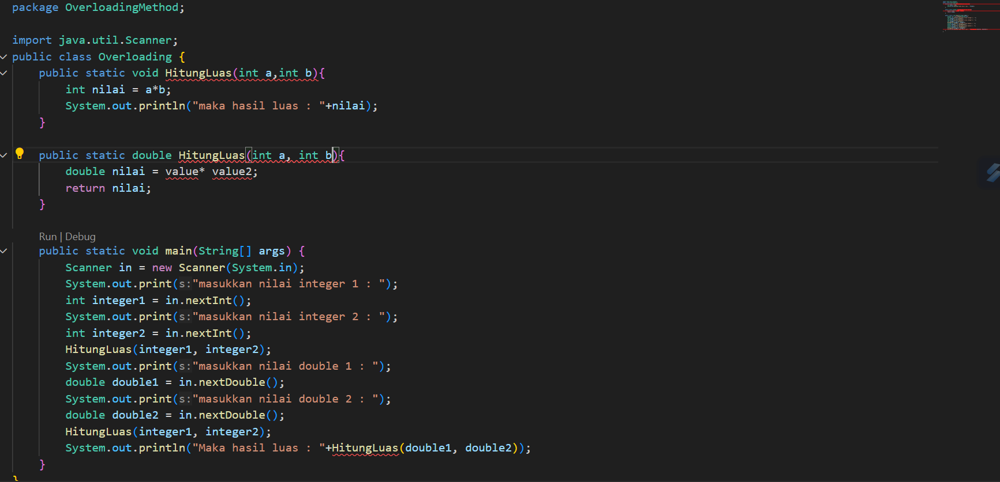 package OverloadingMethod;
import java.util.Scanner;
public class Overloading {
public static void HitungLuas(int a,int b){
int nilai = a*b;
System.out.println("maka hasil luas : "+nilai);
}
public static double HitungLuas(int a, int b){
double nilai = value* value2;
return nilai;
}
Run | Debug
public static void main(String[] args) {
Scanner in = new Scanner(System.in);
System.out.print(s:"masukkan nilai integer 1 : ");
int integer1 = in.nextInt();
System.out.print(s:"masukkan nilai integer 2 : ");
int integer2 = in.nextInt();
HitungLuas(integer1, integer2);
System.out.print(s:"masukkan nilai double 1 : ");
double double1 = in.nextDouble();
System.out.print(s:"masukkan nilai double 2 : ");
double double2 = in.nextDouble();
HitungLuas(integer1, integer2);
System.out.println("Maka hasil luas : "+HitungLuas(double1, double2));
}
}